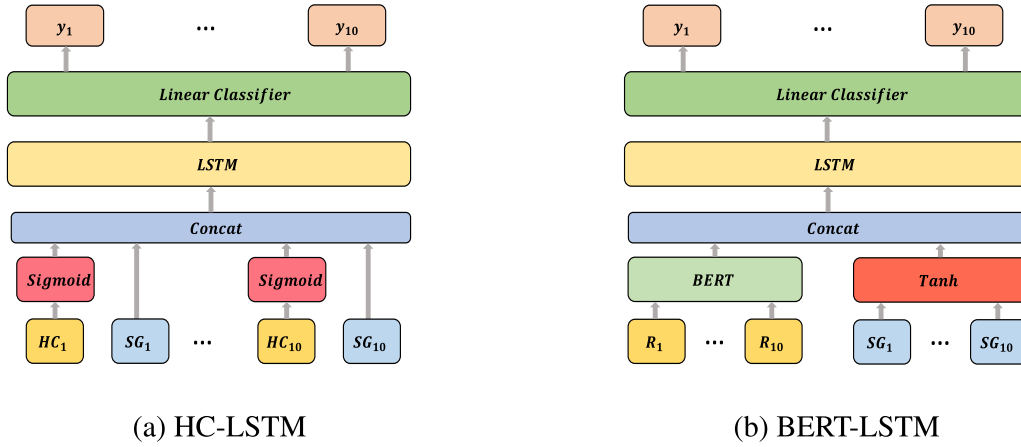 y1 ... y10
Linear Classifier
LSTM
Concat
Sigmoid Sigmoid
HC1 SG1 ... HC10 SG10
(a) HC-LSTM
y1 ... y10
Linear Classifier
LSTM
Concat
BERT Tanh
R1 ... R10 SG1 ... SG10
(b) BERT-LSTM